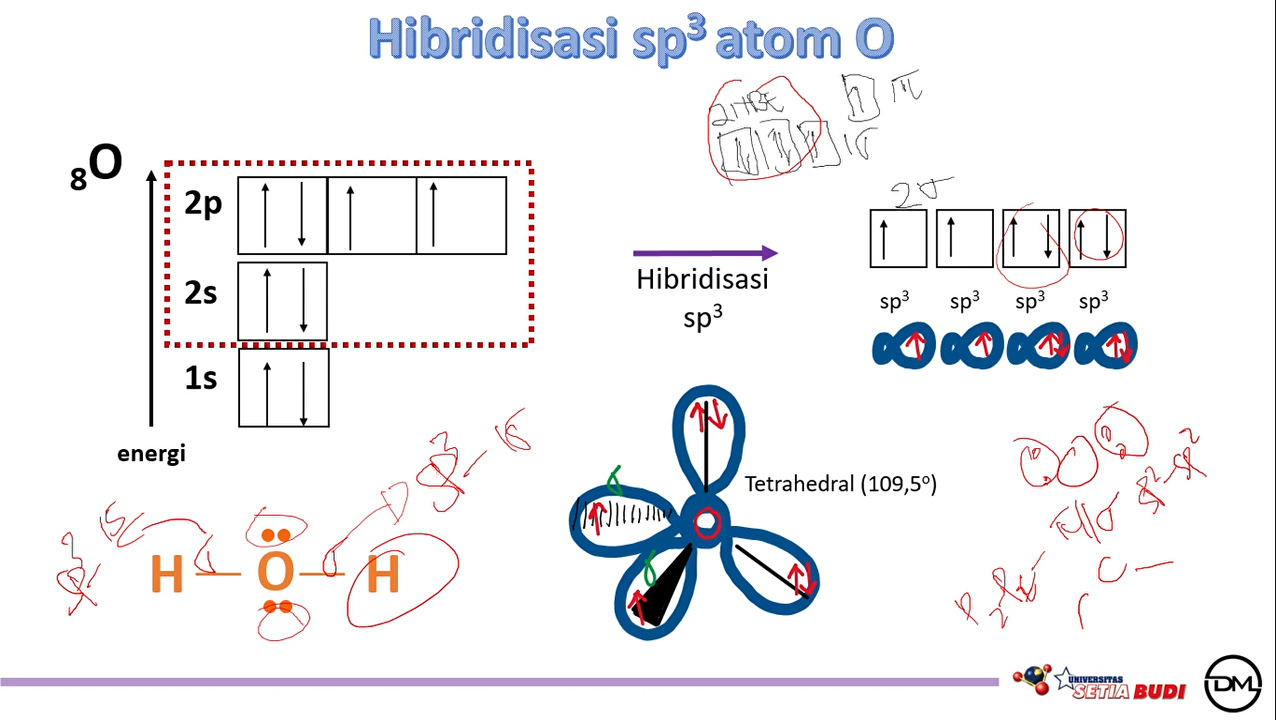 Hibridisasi sp³ atom O
₈O
2p
2s
1s
energi
Hibridisasi
sp³
2σ
π
sp³ sp³ sp³ sp³
Tetrahedral (109,5°)
H — O — H
UNIVERSITAS
SETIA BUDI
DM